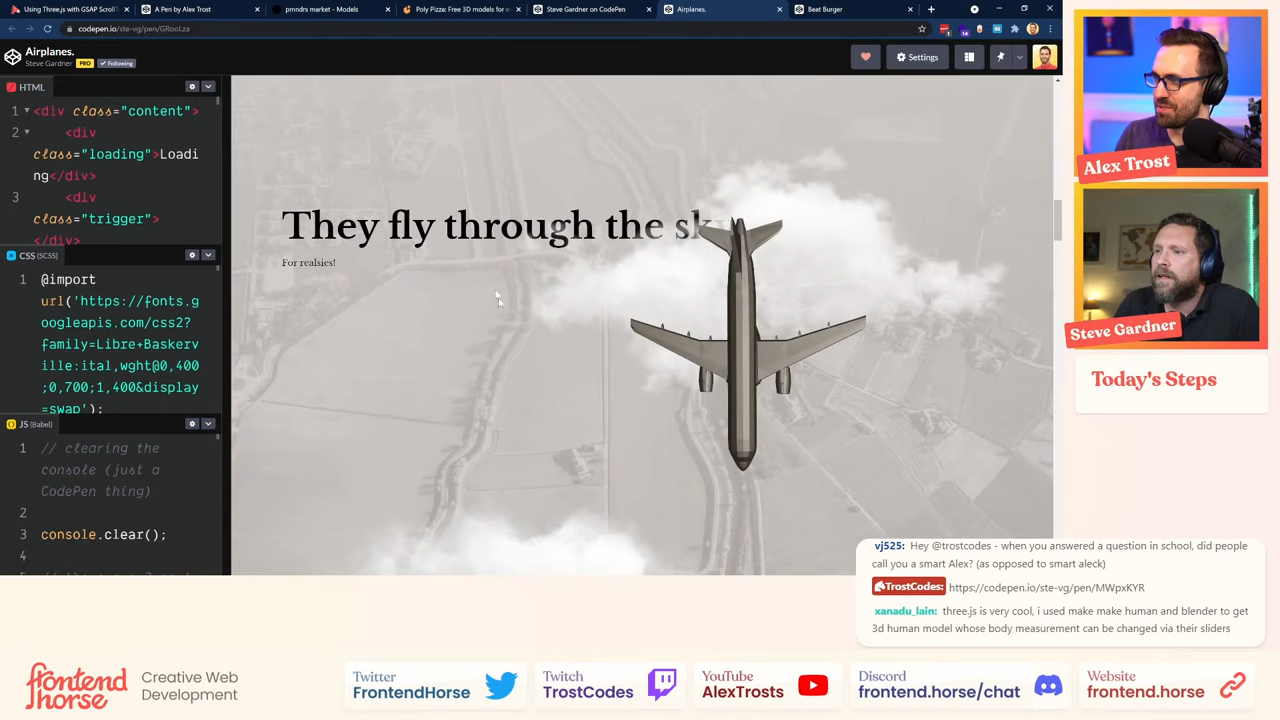 Using Three.js with GSAP ScrollT
A Pen by Alex Trost
pmndrs market - Models
Poly Pizza: Free 3D models for e
Steve Gardner on CodePen
Airplanes.
Beat Burger
codepen.io/ste-vg/pen/GRooLza
Airplanes.
Steve Gardner PRO ✓ Following
Settings
HTML
1 <div class="content">
2 <div
class="loading">Loadi
ng</div>
3 <div
class="trigger">
</div>
CSS (SCSS)
1 @import
url('https://fonts.g
oogleapis.com/css2?
family=Libre+Baskerv
ille:ital,wght@0,400
;0,700;1,400&display
=swap');
JS (Babel)
1 // clearing the
console (just a
CodePen thing)
2
3 console.clear();
4
They fly through the sky
For realsies!
Alex Trost
Steve Gardner
Today's Steps
vj525: Hey @trostcodes - when you answered a question in school, did people
call you a smart Alex? (as opposed to smart aleck)
TrostCodes: https://codepen.io/ste-vg/pen/MWpxKYR
xanadu_lain: three.js is very cool, i used make make human and blender to get
3d human model whose body measurement can be changed via their sliders
frontend
horse
Creative Web
Development
Twitter
FrontendHorse
Twitch
TrostCodes
YouTube
AlexTrosts
Discord
frontend.horse/chat
Website
frontend.horse